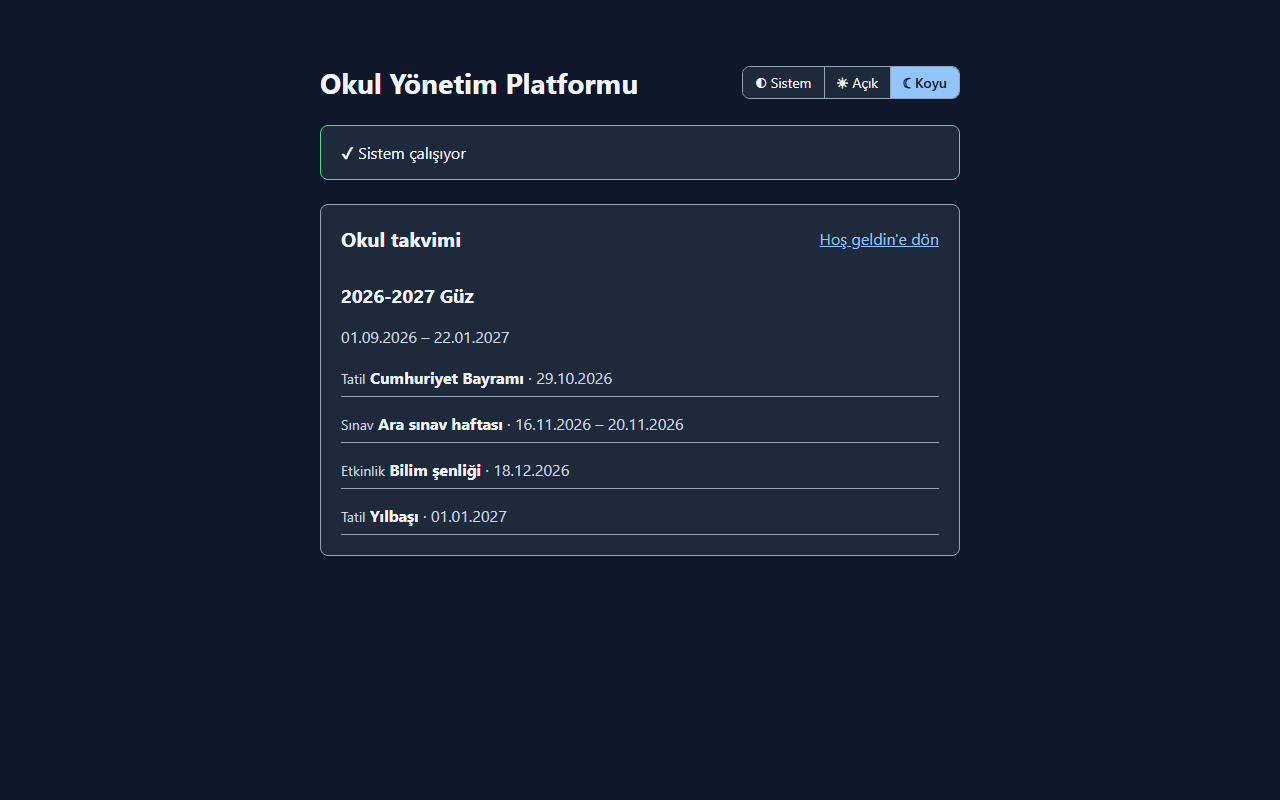 Okul Yönetim Platformu
◐ Sistem ☀ Açık ☾ Koyu
✓ Sistem çalışıyor
Okul takvimi
Hoş geldin'e dön
2026-2027 Güz
01.09.2026 – 22.01.2027
Tatil Cumhuriyet Bayramı · 29.10.2026
Sınav Ara sınav haftası · 16.11.2026 – 20.11.2026
Etkinlik Bilim şenliği · 18.12.2026
Tatil Yılbaşı · 01.01.2027